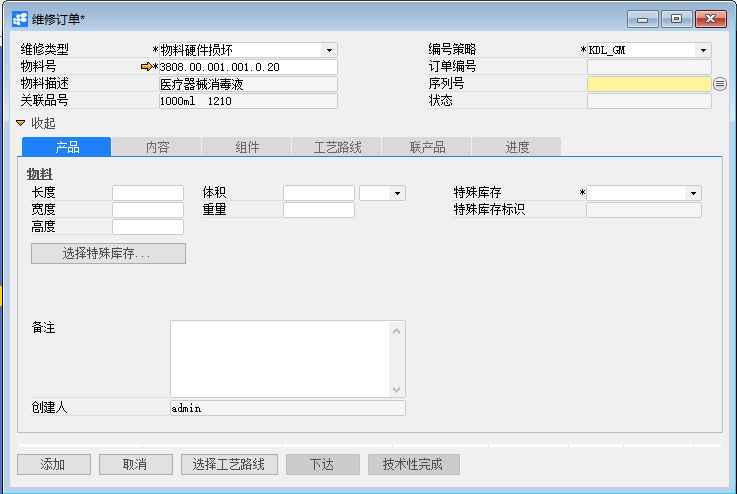 维修订单*
维修类型 *物料硬件损坏 编号策略 *KDL_GM
物料号 *3808.00.001.001.0.20 订单编号
物料描述 医疗器械消毒液 序列号
关联品号 1000ml 1210 状态
收起
产品 内容 组件 工艺路线 联产品 进度
物料
长度 体积 特殊库存 *
宽度 重量 特殊库存标识
高度
选择特殊库存...
备注
创建人 admin
添加 取消 选择工艺路线 下达 技术性完成